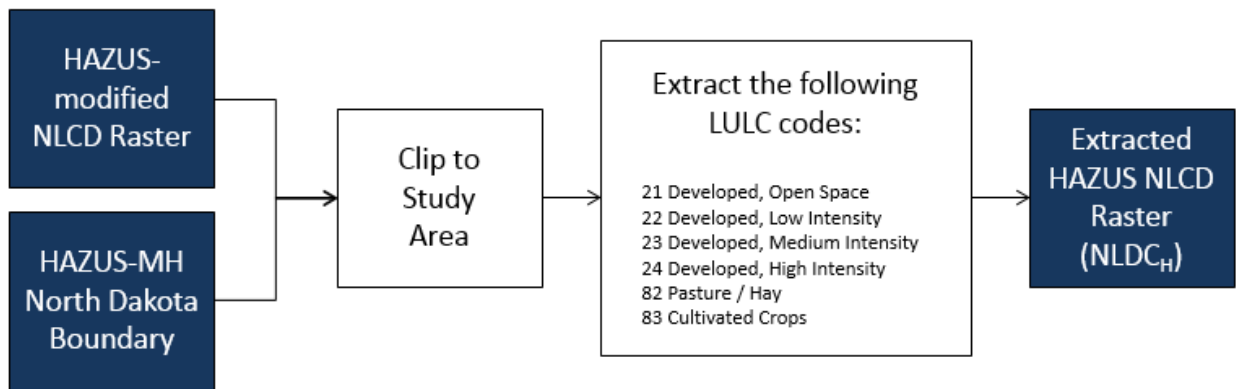 HAZUS-
modified
NLCD Raster
HAZUS-MH
North Dakota
Boundary
Clip to
Study
Area
Extract the following
LULC codes:
21 Developed, Open Space
22 Developed, Low Intensity
23 Developed, Medium Intensity
24 Developed, High Intensity
82 Pasture / Hay
83 Cultivated Crops
Extracted
HAZUS NLCD
Raster
(NLDC_H)